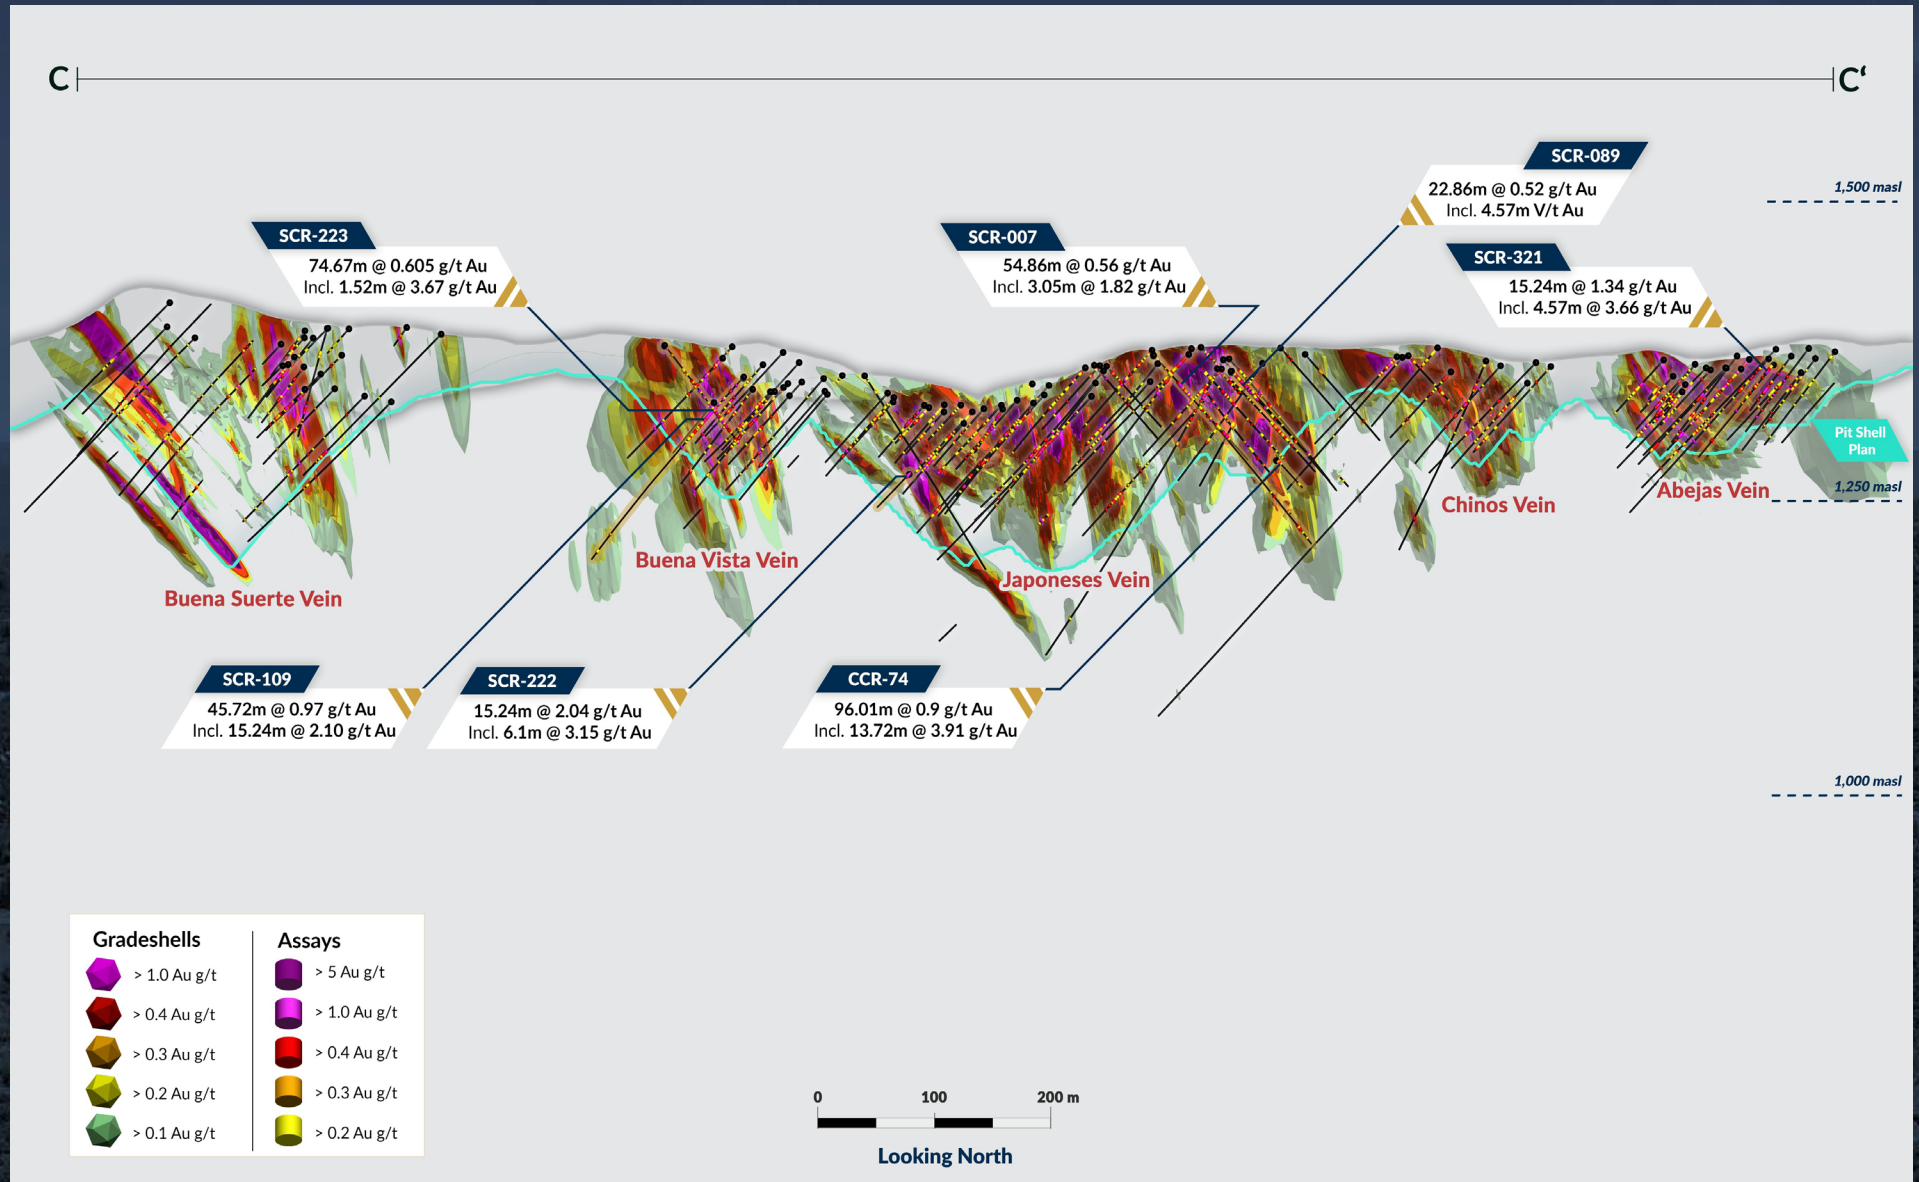 C
C‘
SCR-089
22.86m @ 0.52 g/t Au
Incl. 4.57m V/t Au
1,500 masl
SCR-223
74.67m @ 0.605 g/t Au
Incl. 1.52m @ 3.67 g/t Au
SCR-007
54.86m @ 0.56 g/t Au
Incl. 3.05m @ 1.82 g/t Au
SCR-321
15.24m @ 1.34 g/t Au
Incl. 4.57m @ 3.66 g/t Au
Pit Shell
Plan
1,250 masl
Abejas Vein
Chinos Vein
Buena Vista Vein
Japoneses Vein
Buena Suerte Vein
SCR-109
45.72m @ 0.97 g/t Au
Incl. 15.24m @ 2.10 g/t Au
SCR-222
15.24m @ 2.04 g/t Au
Incl. 6.1m @ 3.15 g/t Au
CCR-74
96.01m @ 0.9 g/t Au
Incl. 13.72m @ 3.91 g/t Au
1,000 masl
Gradeshells
> 1.0 Au g/t
> 0.4 Au g/t
> 0.3 Au g/t
> 0.2 Au g/t
> 0.1 Au g/t
Assays
> 5 Au g/t
> 1.0 Au g/t
> 0.4 Au g/t
> 0.3 Au g/t
> 0.2 Au g/t
0 100 200 m
Looking North